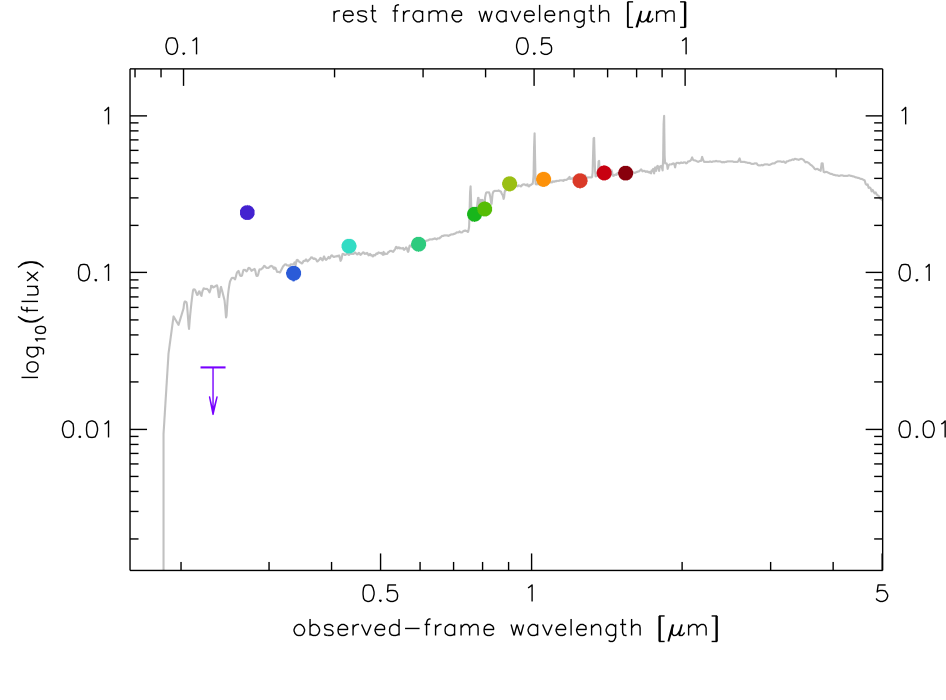 rest frame wavelength [μm]
0.1 0.5 1
1 1
0.1 0.1
0.01 0.01
log10(flux)
0.5 1 5
observed-frame wavelength [μm]